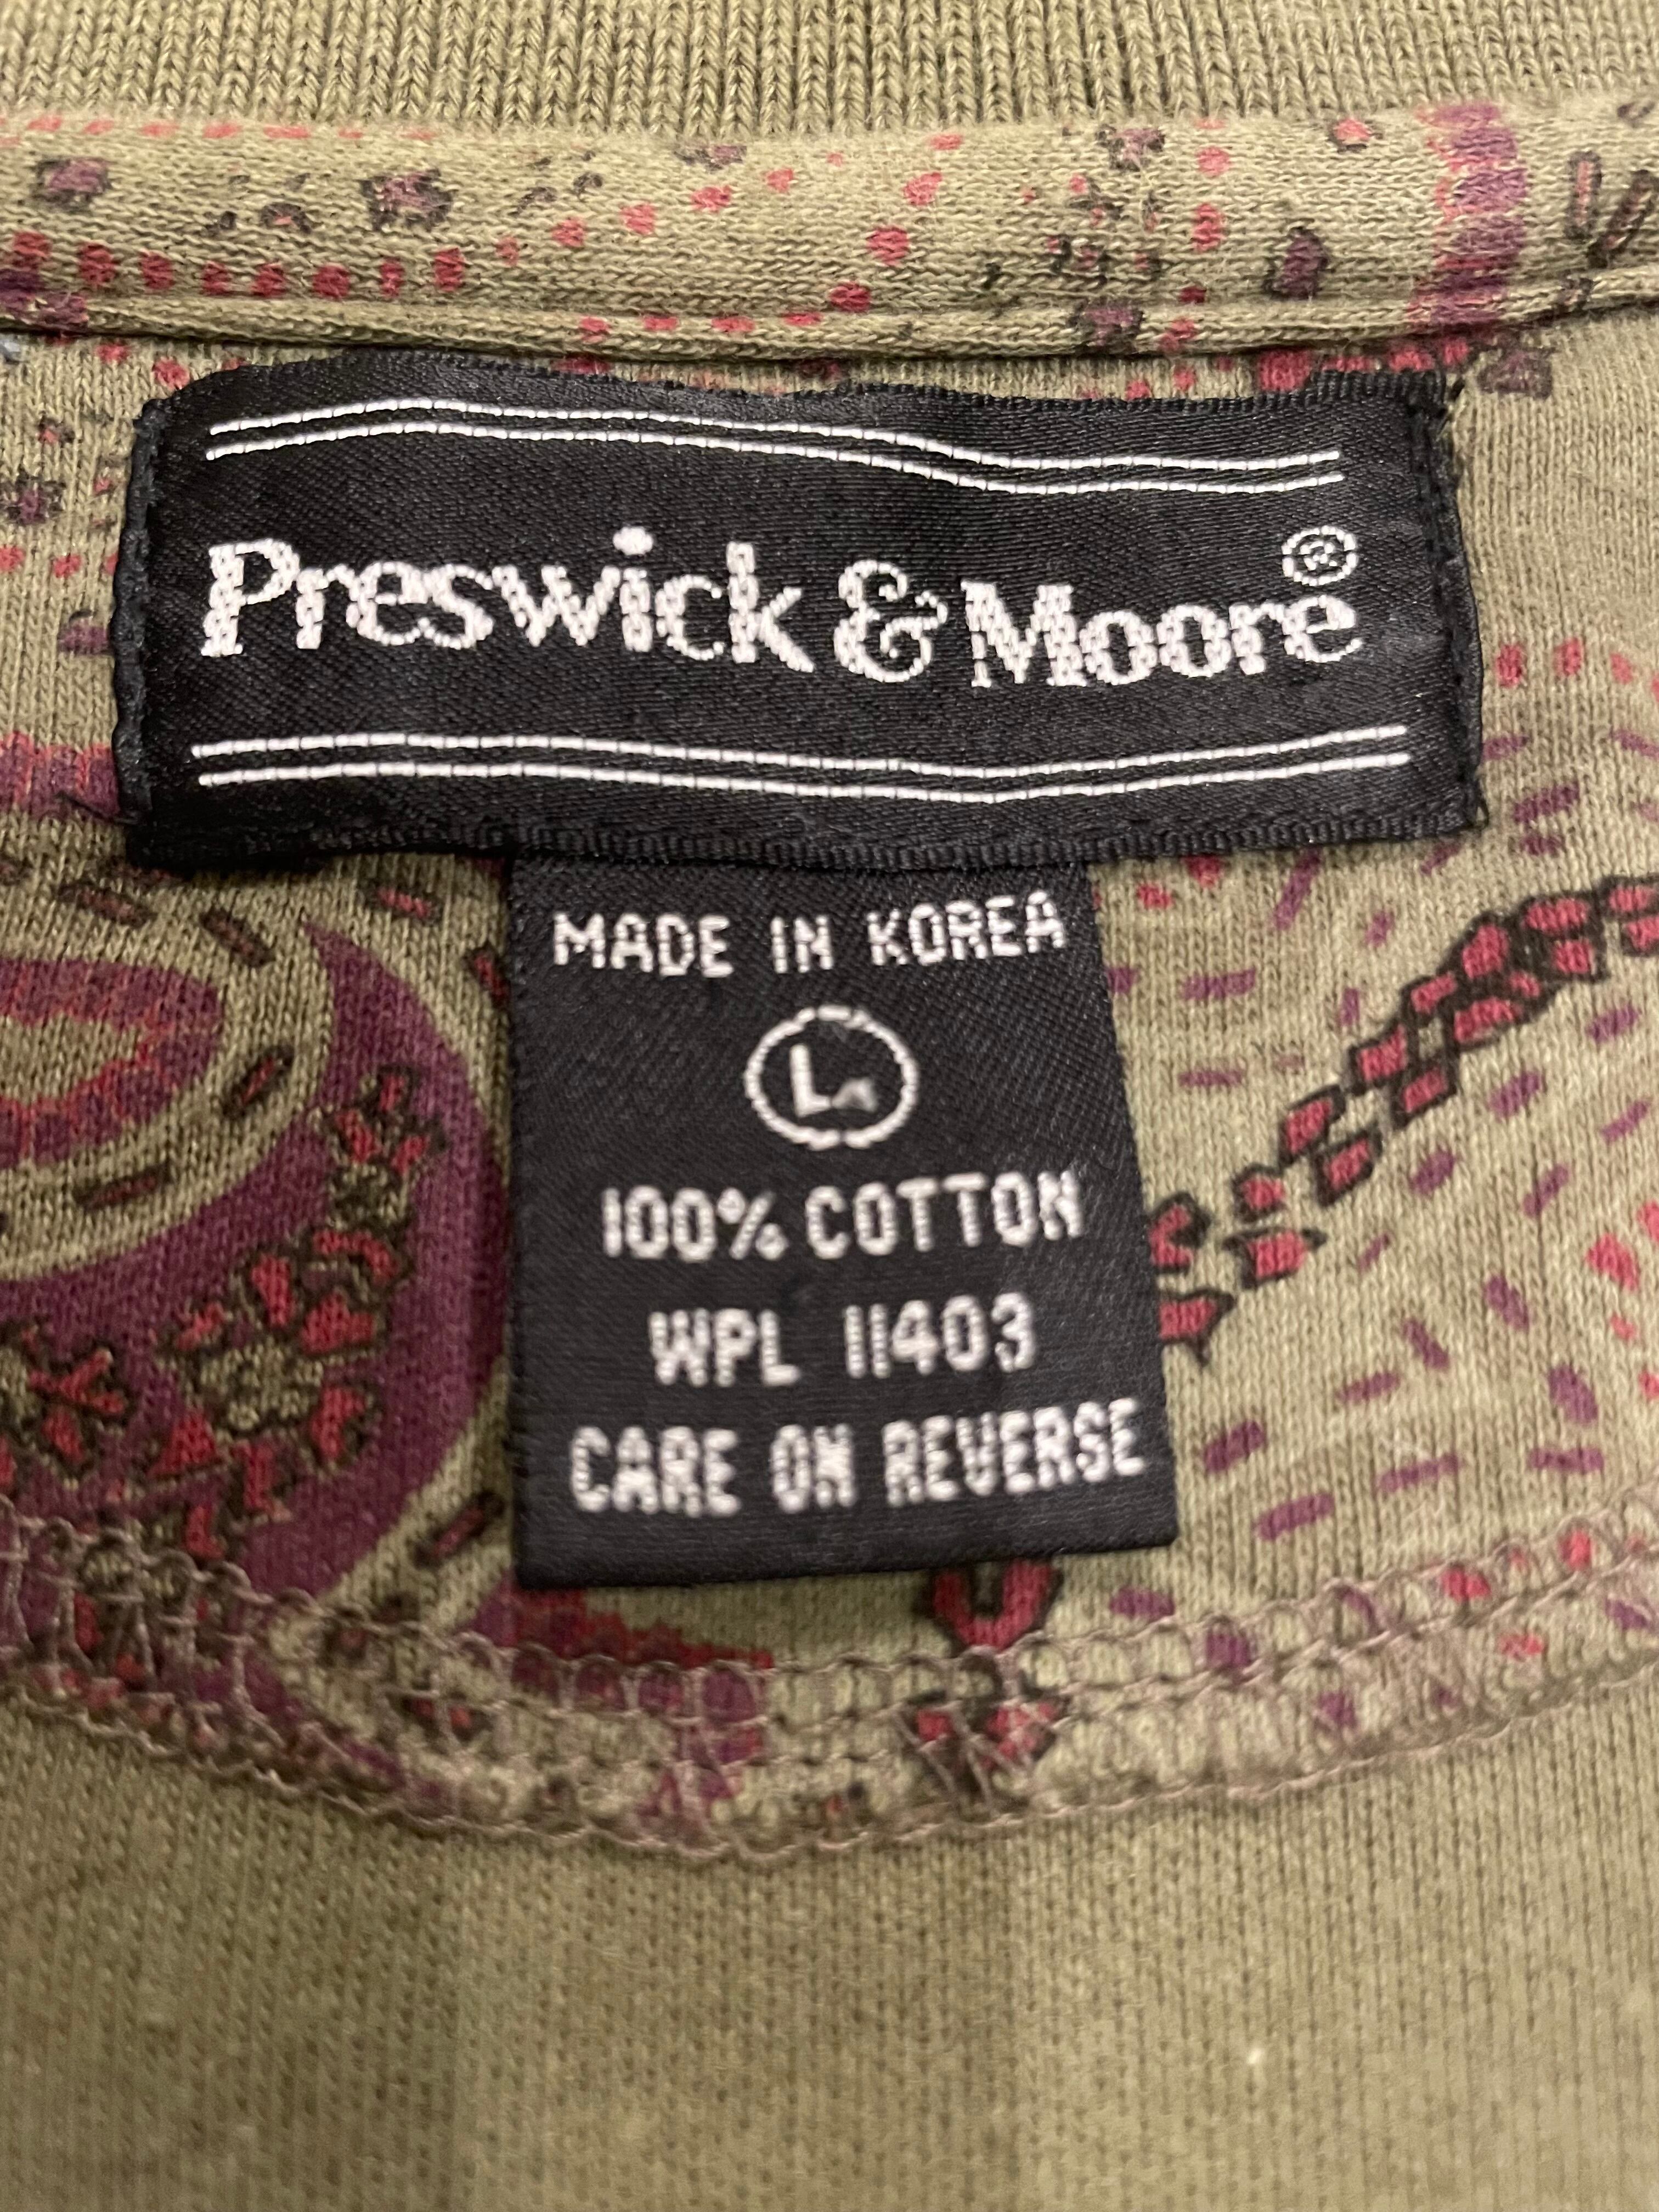 Preswick & Moore®
MADE IN KOREA
L
100% COTTON
WPL 11403
CARE ON REVERSE